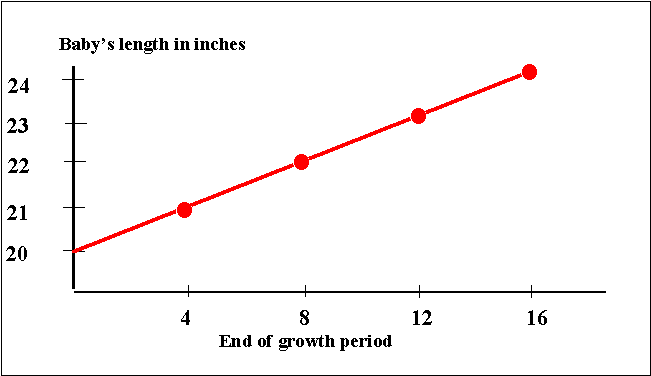 Baby's length in inches
24
23
22
21
20
4 8 12 16
End of growth period